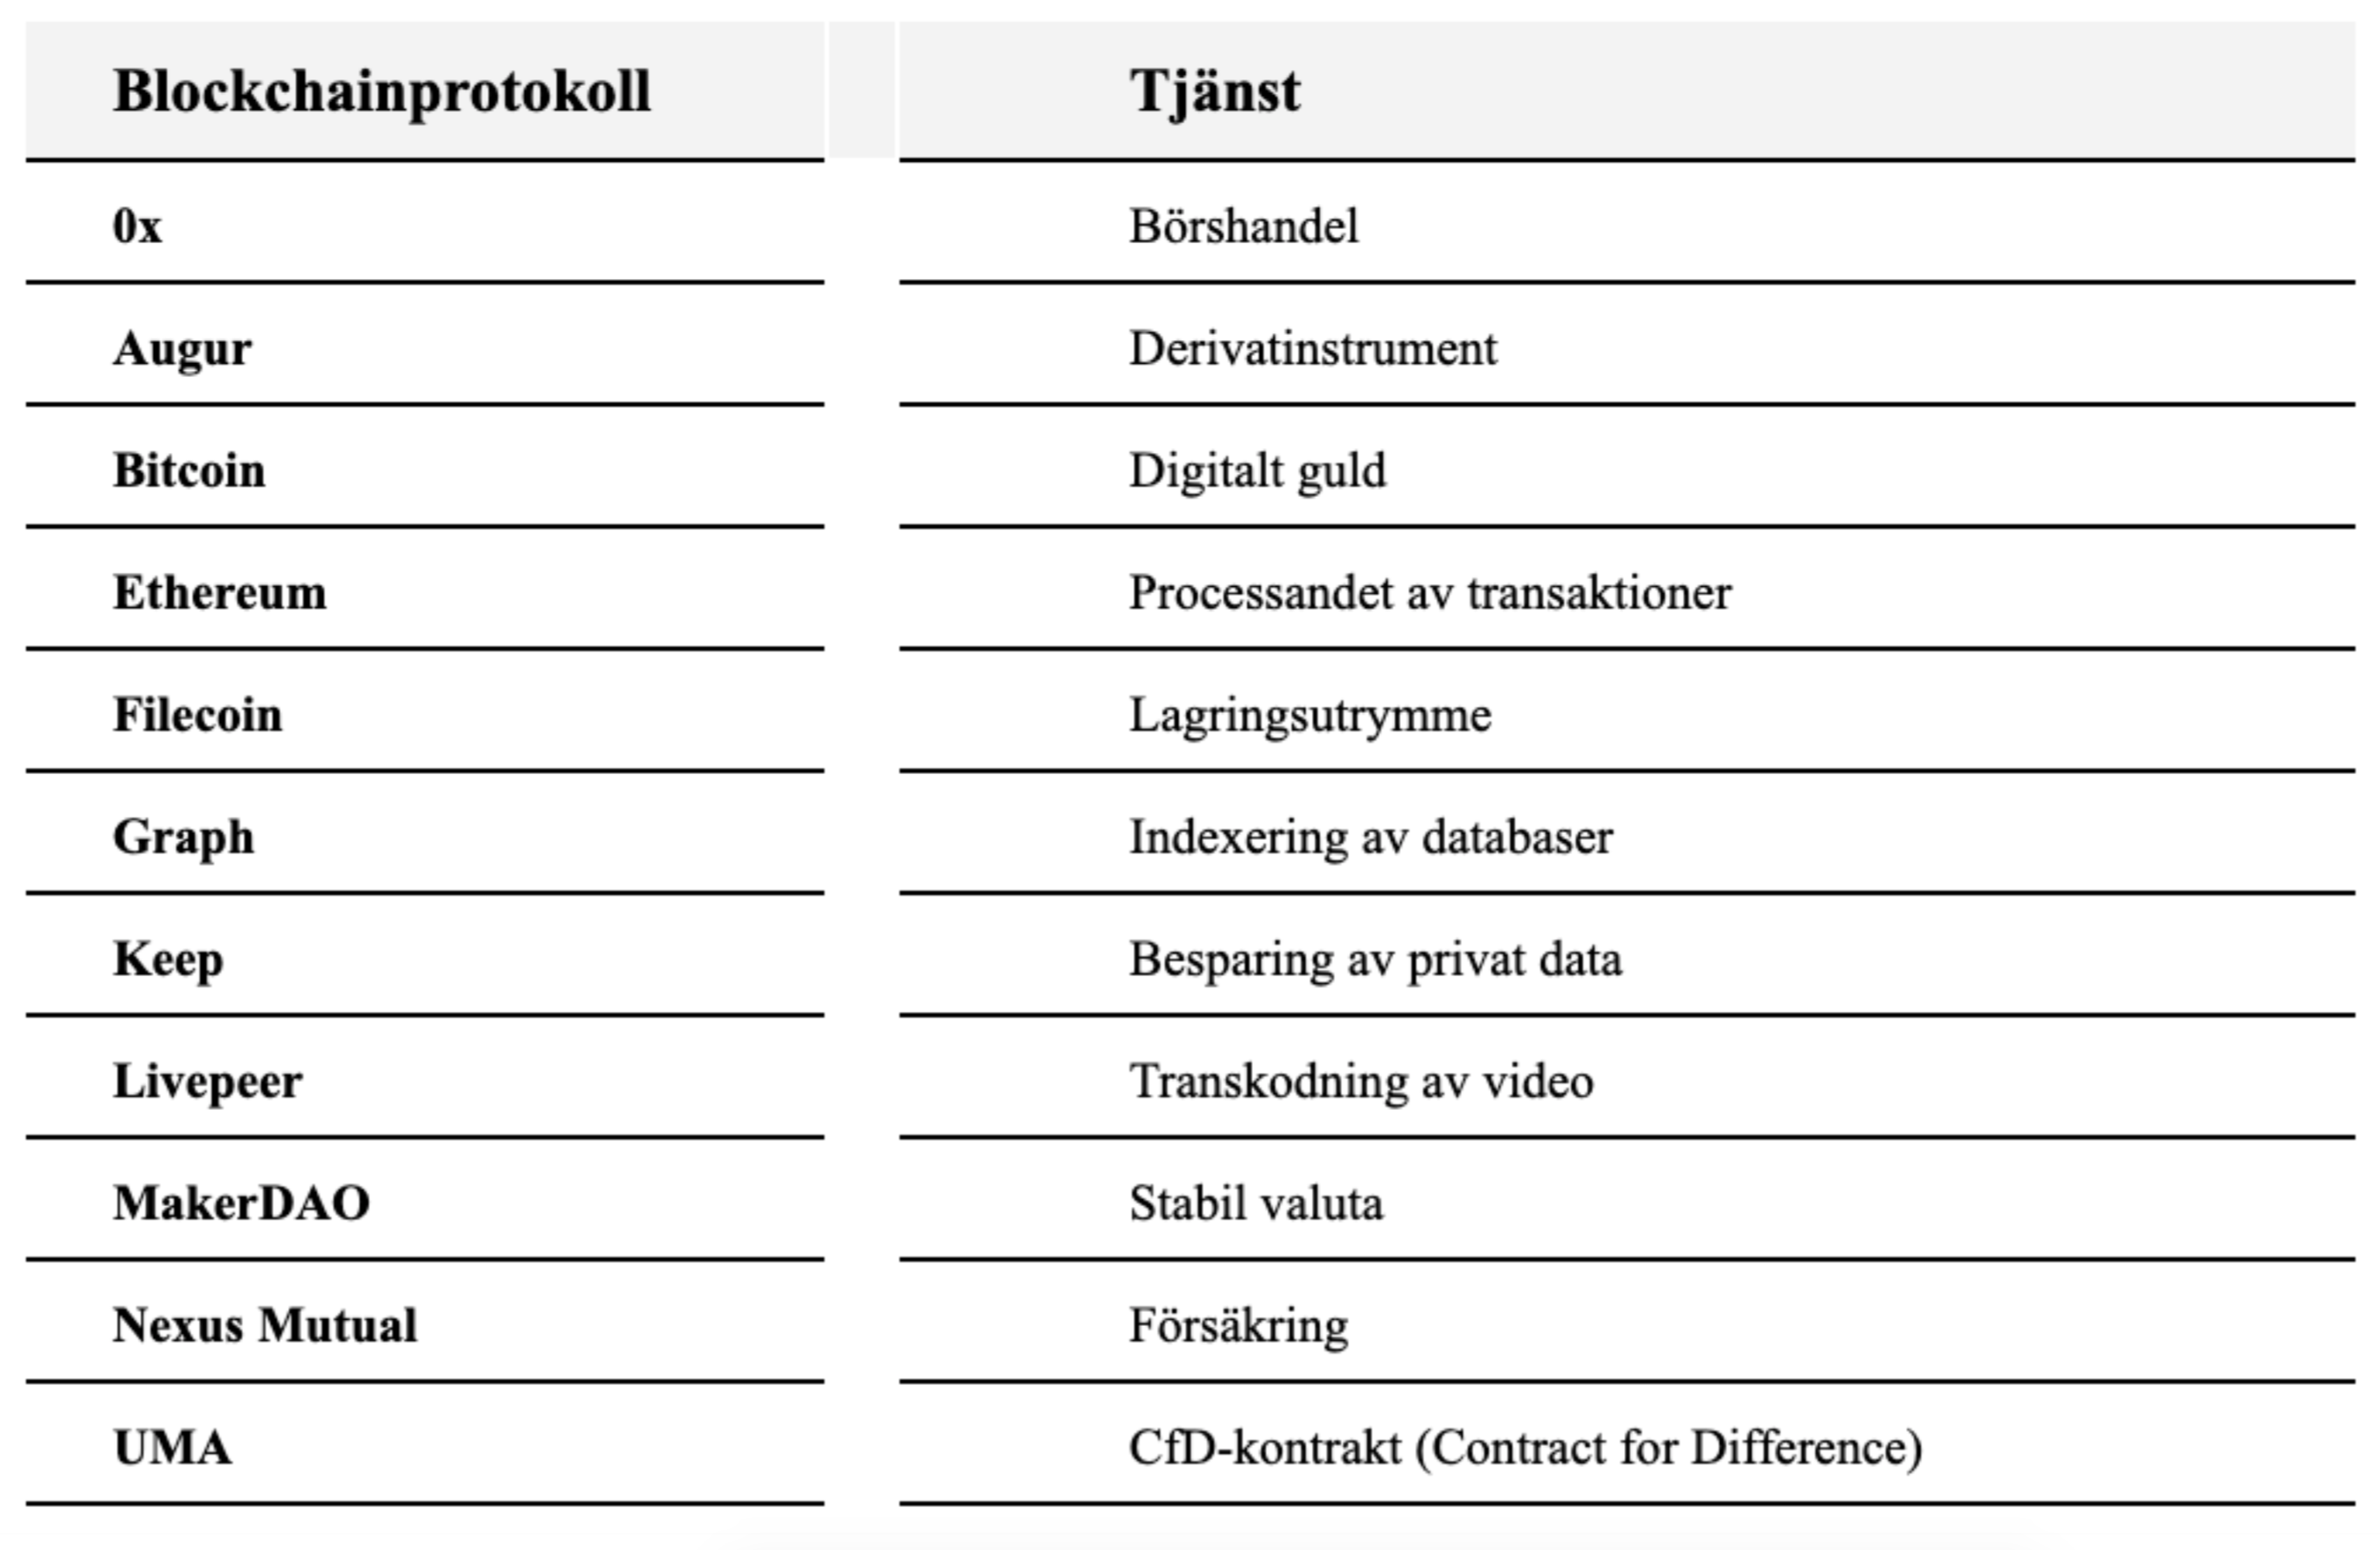 Blockchainprotokoll Tjänst
0x Börshandel
Augur Derivatinstrument
Bitcoin Digitalt guld
Ethereum Processandet av transaktioner
Filecoin Lagringsutrymme
Graph Indexering av databaser
Keep Besparing av privat data
Livepeer Transkodning av video
MakerDAO Stabil valuta
Nexus Mutual Försäkring
UMA CfD-kontrakt (Contract for Difference)